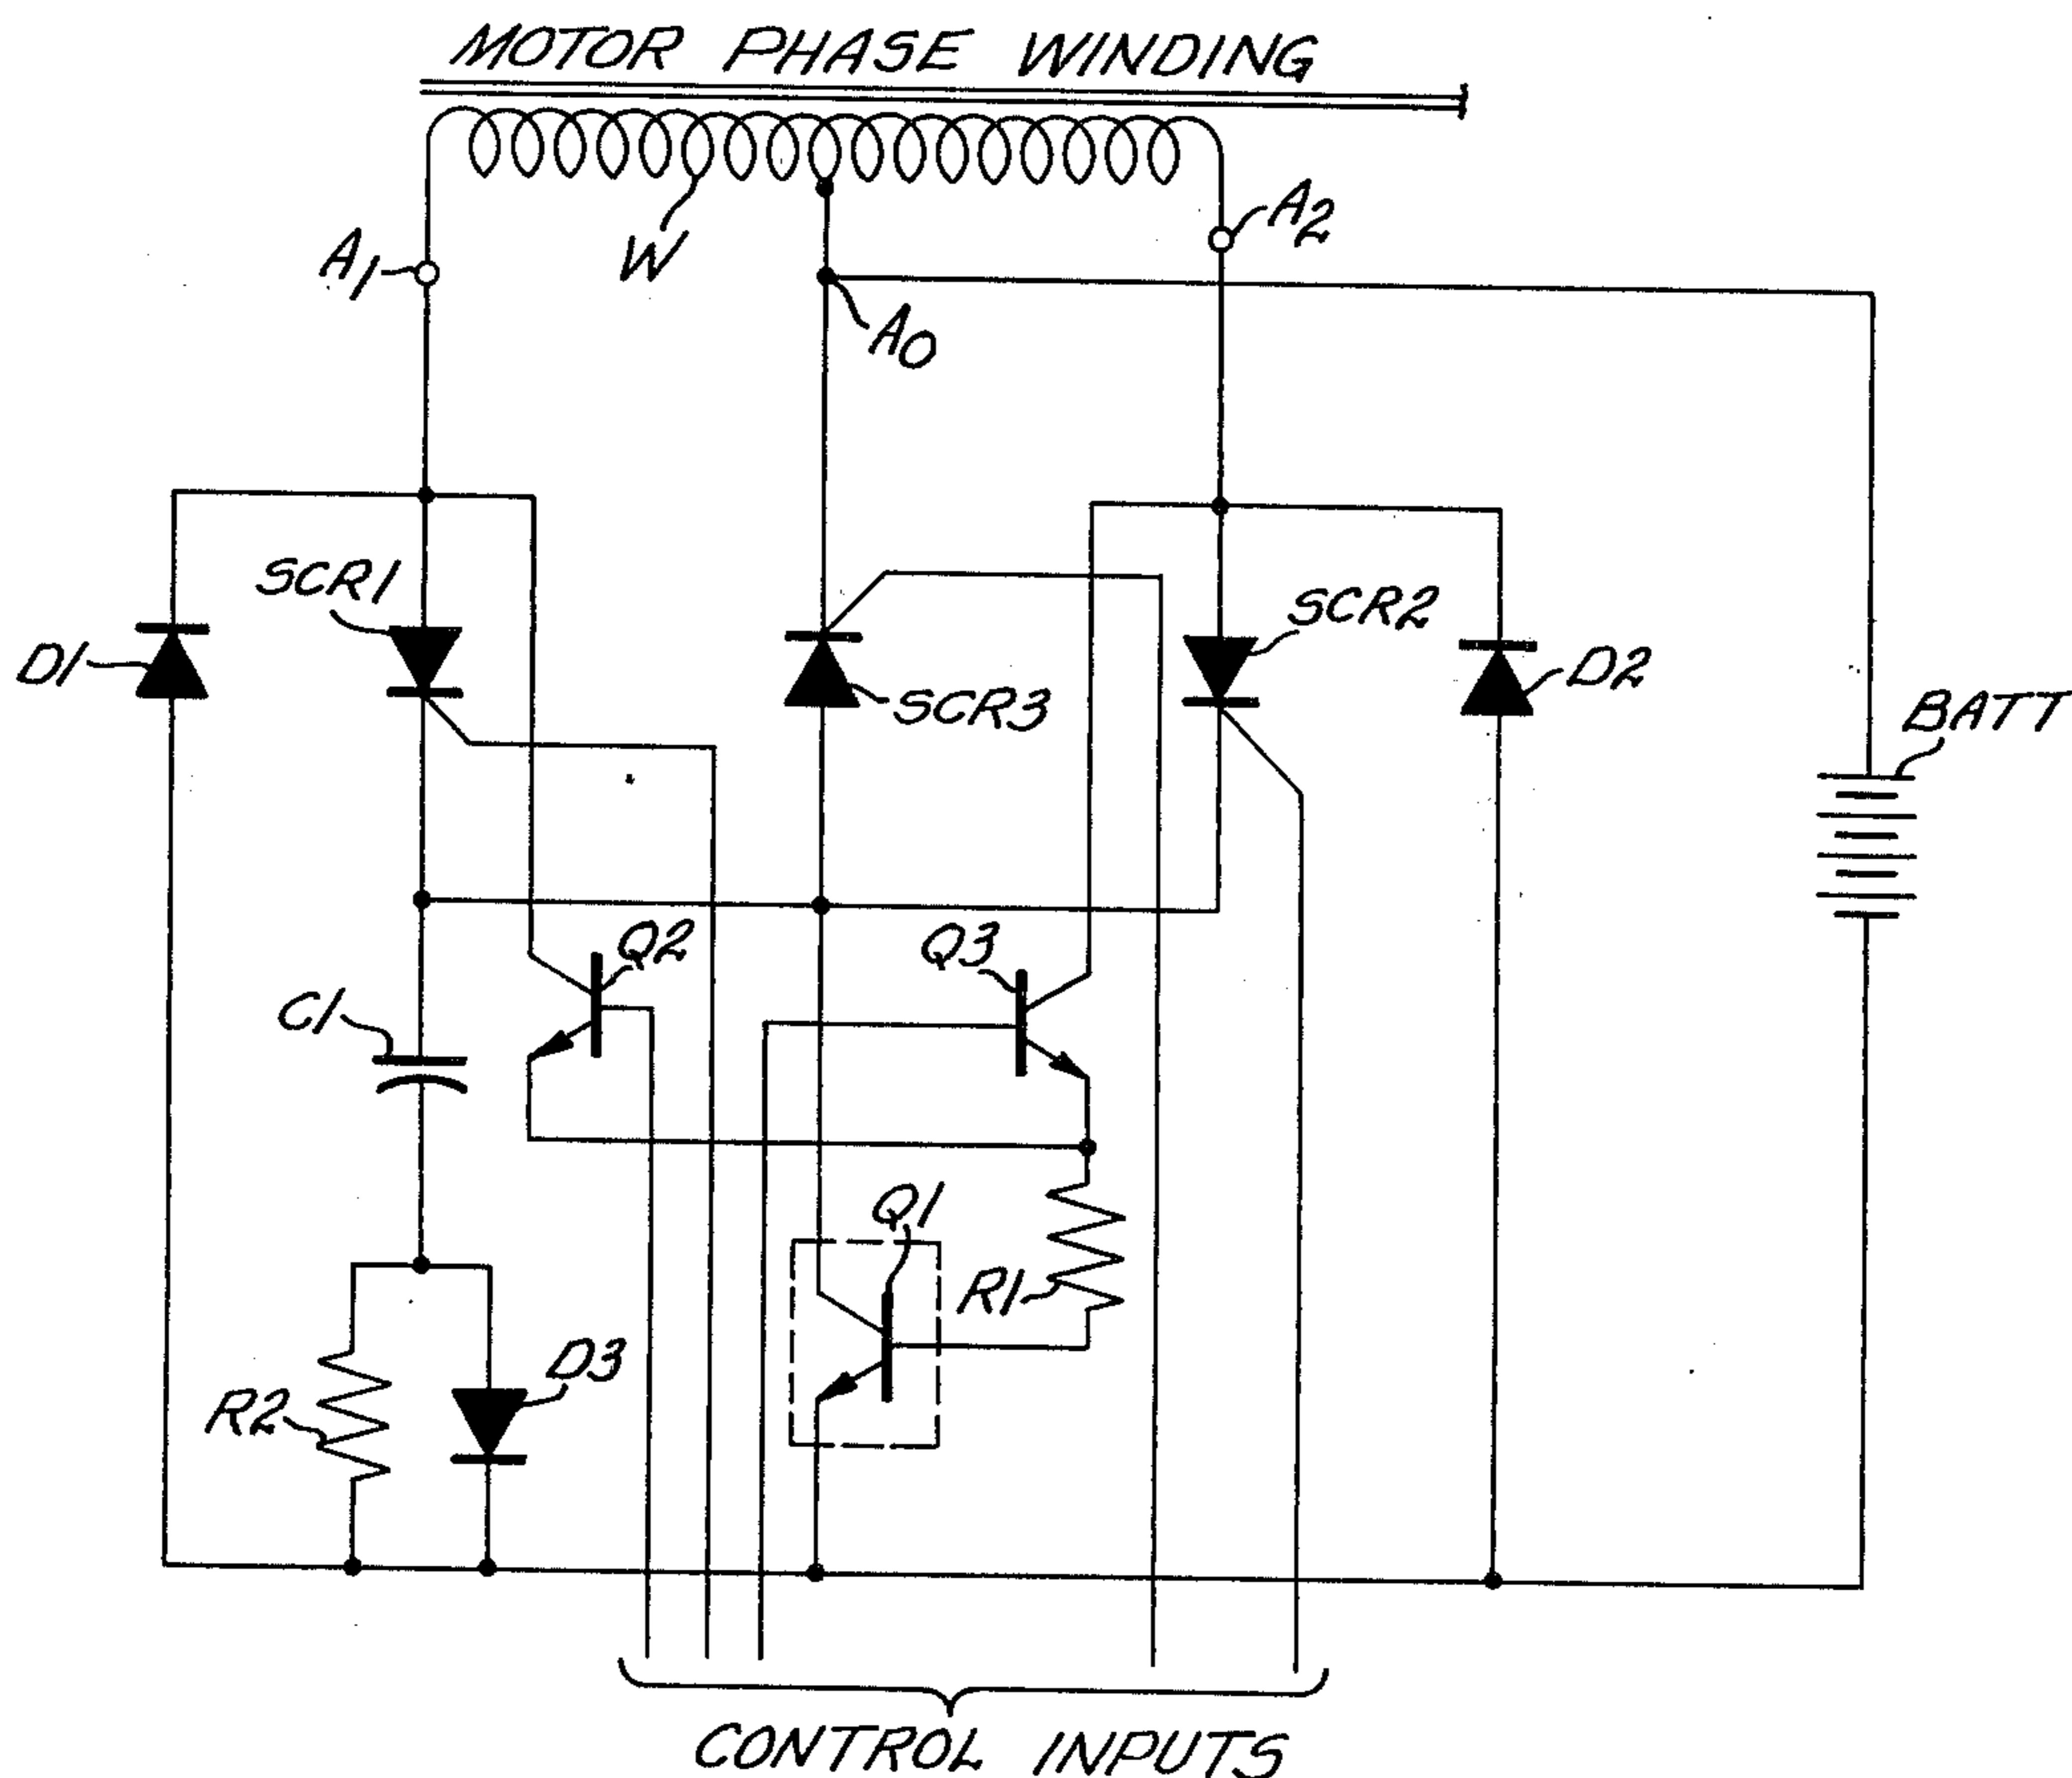 MOTOR PHASE WINDING
A1
W
A2
A0
SCR1
SCR2
D1
SCR3
D2
BATT
Q2
Q3
C1
Q1
R1
D3
R2
CONTROL INPUTS